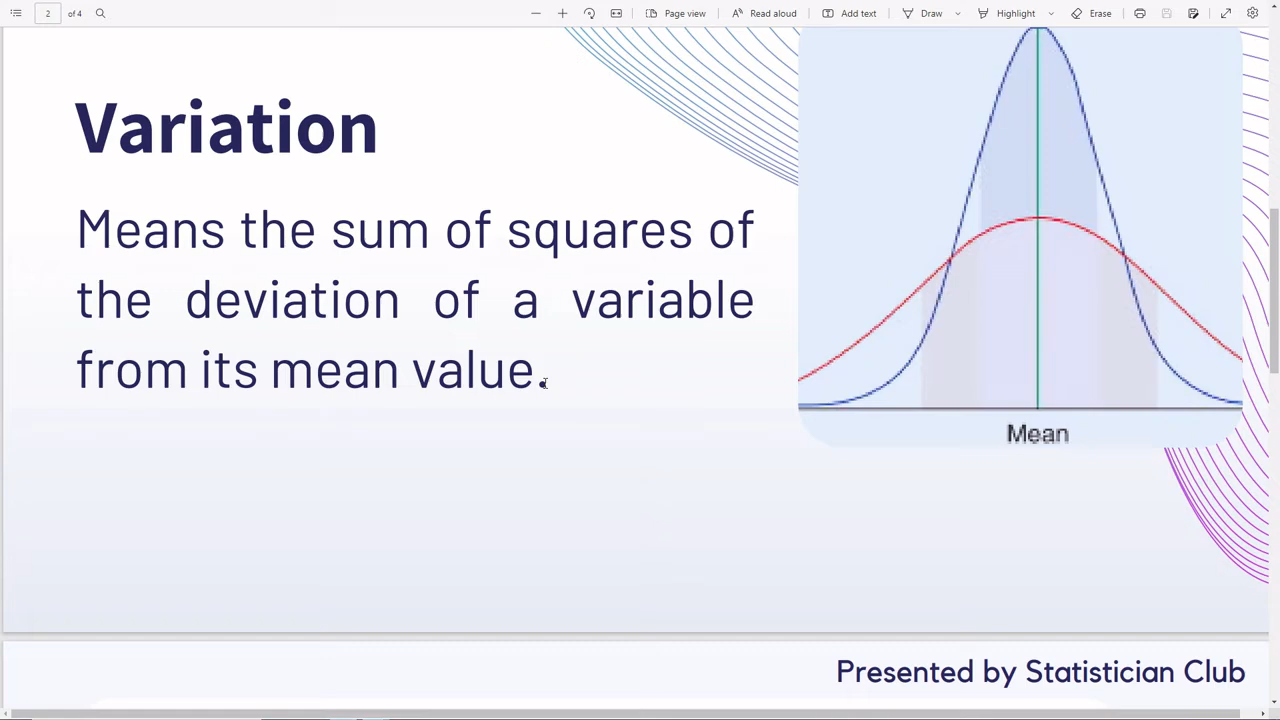 2 of 4
Page view
Read aloud
Add text
Draw
Highlight
Erase
Variation
Means the sum of squares of
the deviation of a variable
from its mean value.
Mean
Presented by Statistician Club